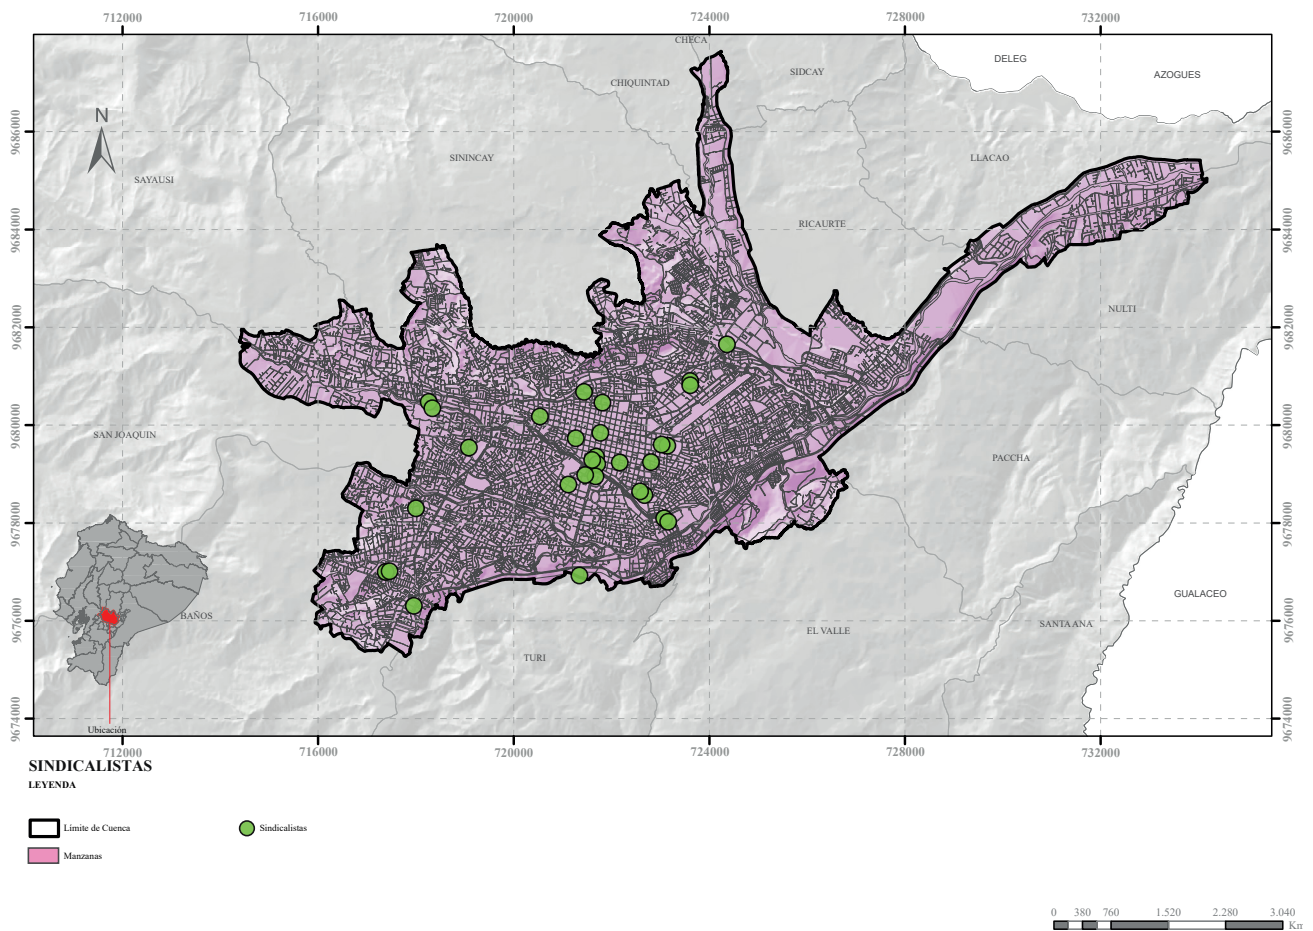 712000 716000 720000 724000 728000 732000
CHECA
DELEG
SIDCAY
AZOGUES
CHIQUINTAD
N
9686000 9686000
SININCAY
LLACAO
SAYAUSI
RICAURTE
9684000 9684000
NULTI
9682000 9682000
SAN JOAQUIN
9680000 9680000
PACCHA
9678000 9678000
GUALACEO
BAÑOS
9676000 9676000
SANTA ANA
EL VALLE
TURI
9674000 9674000
Ubicación
712000 716000 720000 724000 728000 732000
SINDICALISTAS
LEYENDA
Límite de Cuenca
Sindicalistas
Manzanas
0 380 760 1.520 2.280 3.040